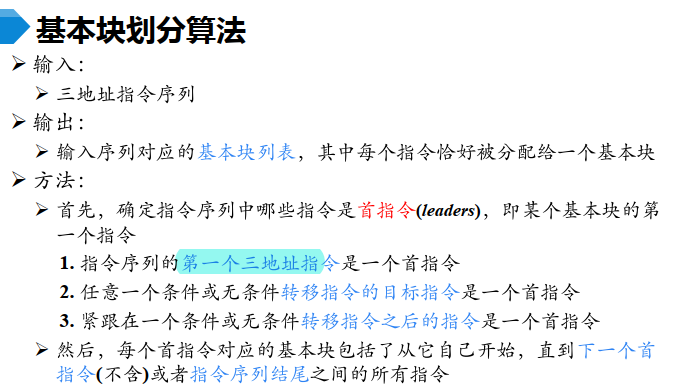 基本块划分算法
➢ 输入：
➢ 三地址指令序列
➢ 输出：
➢ 输入序列对应的基本块列表，其中每个指令恰好被分配给一个基本块
➢ 方法：
➢ 首先，确定指令序列中哪些指令是首指令(leaders)，即某个基本块的第
一个指令
1. 指令序列的第一个三地址指令是一个首指令
2. 任意一个条件或无条件转移指令的目标指令是一个首指令
3. 紧跟在一个条件或无条件转移指令之后的指令是一个首指令
➢ 然后，每个首指令对应的基本块包括了从它自己开始，直到下一个首
指令(不含)或者指令序列结尾之间的所有指令